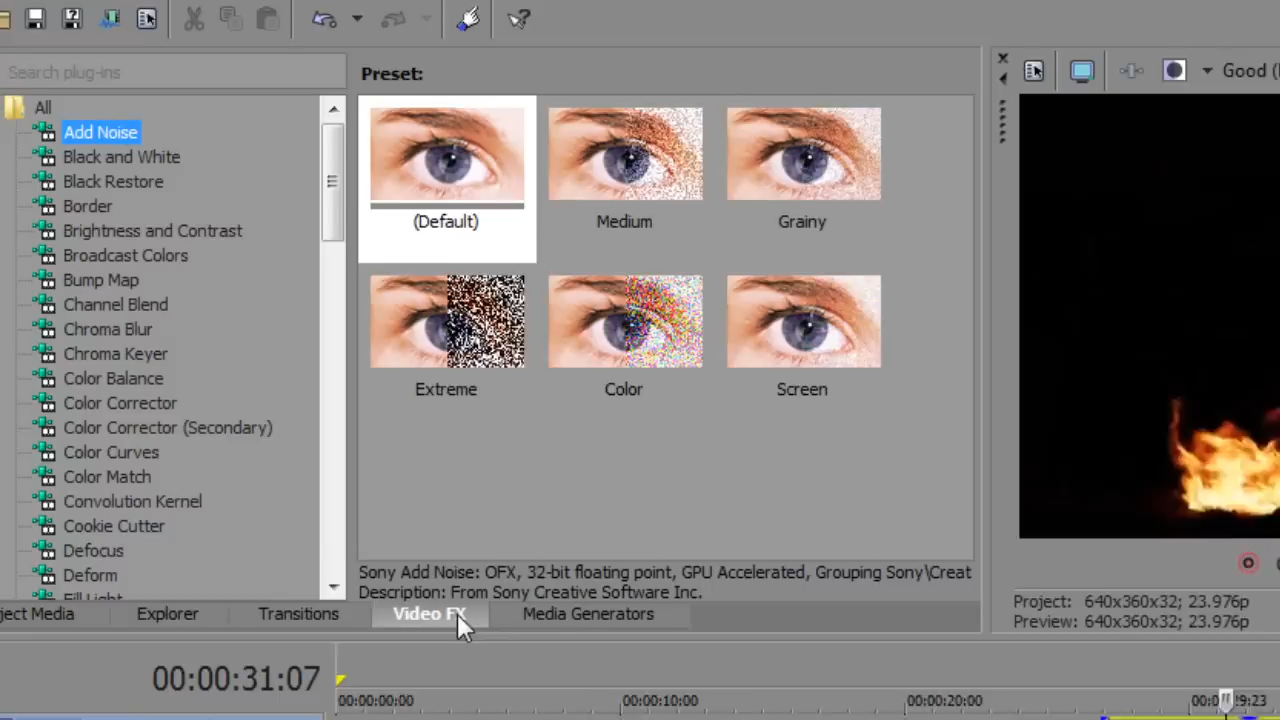 Search plug-ins
Preset:
Good (
All
Add Noise
Black and White
Black Restore
Border
Brightness and Contrast
Broadcast Colors
Bump Map
Channel Blend
Chroma Blur
Chroma Keyer
Color Balance
Color Corrector
Color Corrector (Secondary)
Color Curves
Color Match
Convolution Kernel
Cookie Cutter
Defocus
Deform
Fill Light
(Default)
Medium
Grainy
Extreme
Color
Screen
Sony Add Noise: OFX, 32-bit floating point, GPU Accelerated, Grouping Sony\Creat
Description: From Sony Creative Software Inc.
ject Media
Explorer
Transitions
Video FX
Media Generators
Project: 640x360x32; 23.976p
Preview: 640x360x32; 23.976p
00:00:31:07
00:00:00:00
00:00:10:00
00:00:20:00